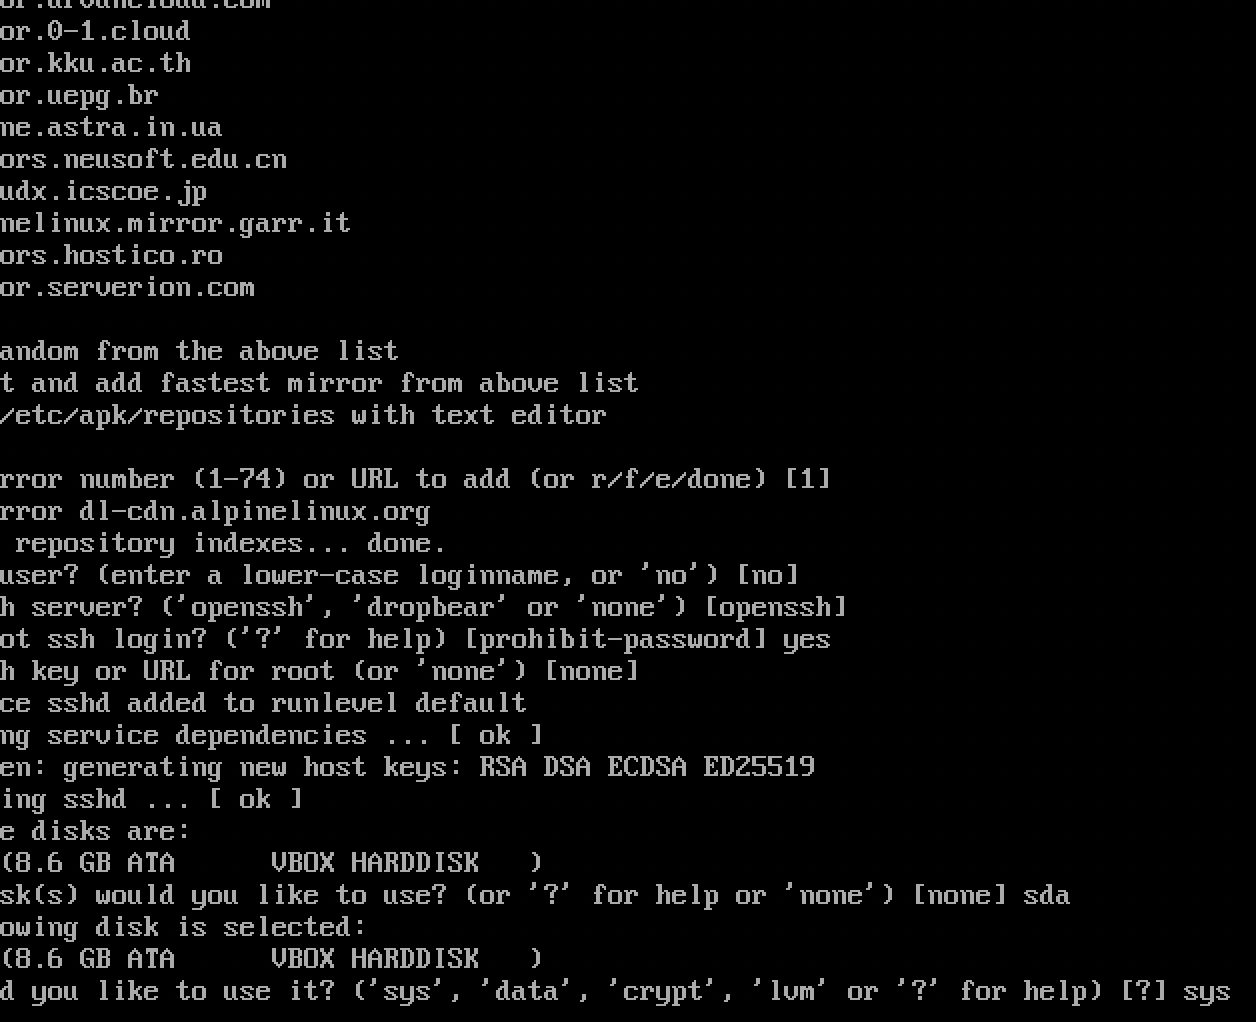 or.arvancloud.com
or.0-1.cloud
or.kku.ac.th
or.uepg.br
ne.astra.in.ua
ors.neusoft.edu.cn
udx.icscoe.jp
nelinux.mirror.garr.it
ors.hostico.ro
or.serverion.com
andom from the above list
t and add fastest mirror from above list
/etc/apk/repositories with text editor
rror number (1-74) or URL to add (or r/f/e/done) [1]
rror dl-cdn.alpinelinux.org
repository indexes... done.
user? (enter a lower-case loginname, or 'no') [no]
h server? ('openssh', 'dropbear' or 'none') [openssh]
ot ssh login? ('?' for help) [prohibit-password] yes
h key or URL for root (or 'none') [none]
ce sshd added to runlevel default
ng service dependencies ... [ ok ]
en: generating new host keys: RSA DSA ECDSA ED25519
ing sshd ... [ ok ]
e disks are:
(8.6 GB ATA      VBOX HARDDISK   )
sk(s) would you like to use? (or '?' for help or 'none') [none] sda
owing disk is selected:
(8.6 GB ATA      VBOX HARDDISK   )
d you like to use it? ('sys', 'data', 'crypt', 'lvm' or '?' for help) [?] sys